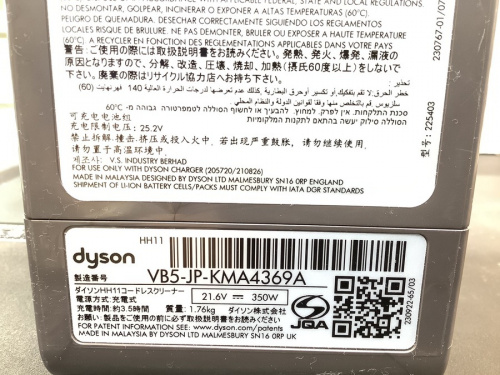 NO DESMONTAR, GOLPEAR, INCINERAR O EXPONER A ALTAS TEMPERATURAS (60°C).
PELIGRO DE QUEMADURA. DESECHAR CORRECTAMENTE SIGUIENDO LOS REGLAMENTOS
LOCALES RISQUES DE BRÛLURE. NE PAS DEMONTER, BRULER OU EXPOSER A HAUTE TEMPERATURE
(60°C). A RECYCLER EN FONCTION DES REGLEMENTATIONS APPLICABLES DANS VOTRE PAYS
警告：ご使用の際には取扱説明書をお読みください。発熱、発火、爆発、漏液の
原因となりますので、分解、改造、圧壊、焼却、加熱(摂氏60度以上)をしないで
下さい。廃棄の際はリサイクル協力店へお持ち下さい。
تحذير:
可充电电池组
充电限制电压：25.2V
禁止拆解、撞击、挤压或投入火中，若出现严重鼓胀，请勿继续使用。
请勿置于高温环境中。
V.S. INDUSTRY BERHAD
FOR USE ONLY WITH DYSON CHARGER (205720/210826)
MADE IN MALAYSIA DESIGNED BY DYSON LTD MALMESBURY SN16 0RP ENGLAND
SHIPMENT OF LI-ION BATTERY CELLS/PACKS MUST COMPLY WITH IATA DGR STANDARDS
型号: 225403
230767-01/07
HH11
dyson
製造番号
VB5-JP-KMA4369A
ダイソンHH11コードレスクリーナー
電源方式:充電式 21.6V 350W
充電時間:約3.5時間 質量:1.76kg ダイソン株式会社
お願い:製品をご使用の前に必ず取扱説明書をお読みください
FOR PATENT INFORMATION SEE: www.dyson.com/patents
MADE IN MALAYSIA DESIGNED BY DYSON LTD MALMESBURY SN16 0RP UK
JQA
230922-65/03